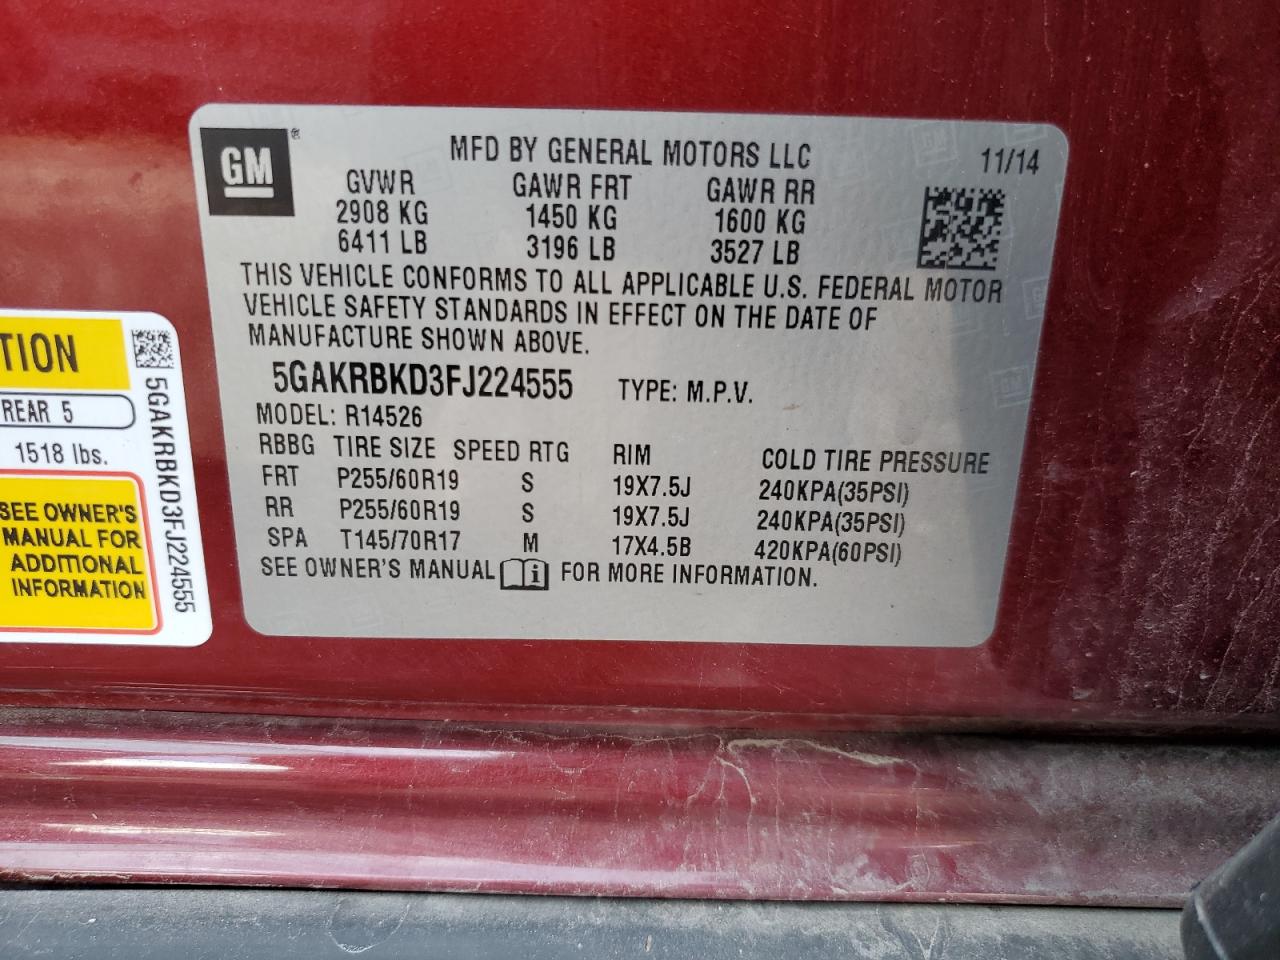 GM®
MFD BY GENERAL MOTORS LLC 11/14
GVWR GAWR FRT GAWR RR
2908 KG 1450 KG 1600 KG
6411 LB 3196 LB 3527 LB
THIS VEHICLE CONFORMS TO ALL APPLICABLE U.S. FEDERAL MOTOR
VEHICLE SAFETY STANDARDS IN EFFECT ON THE DATE OF
MANUFACTURE SHOWN ABOVE.
5GAKRBKD3FJ224555 TYPE: M.P.V.
MODEL: R14526
RBBG TIRE SIZE SPEED RTG RIM COLD TIRE PRESSURE
FRT P255/60R19 S 19X7.5J 240KPA(35PSI)
RR P255/60R19 S 19X7.5J 240KPA(35PSI)
SPA T145/70R17 M 17X4.5B 420KPA(60PSI)
SEE OWNER'S MANUAL i FOR MORE INFORMATION.
TION
REAR 5
1518 lbs.
SEE OWNER'S
MANUAL FOR
ADDITIONAL
INFORMATION
5GAKRBKD3FJ224555